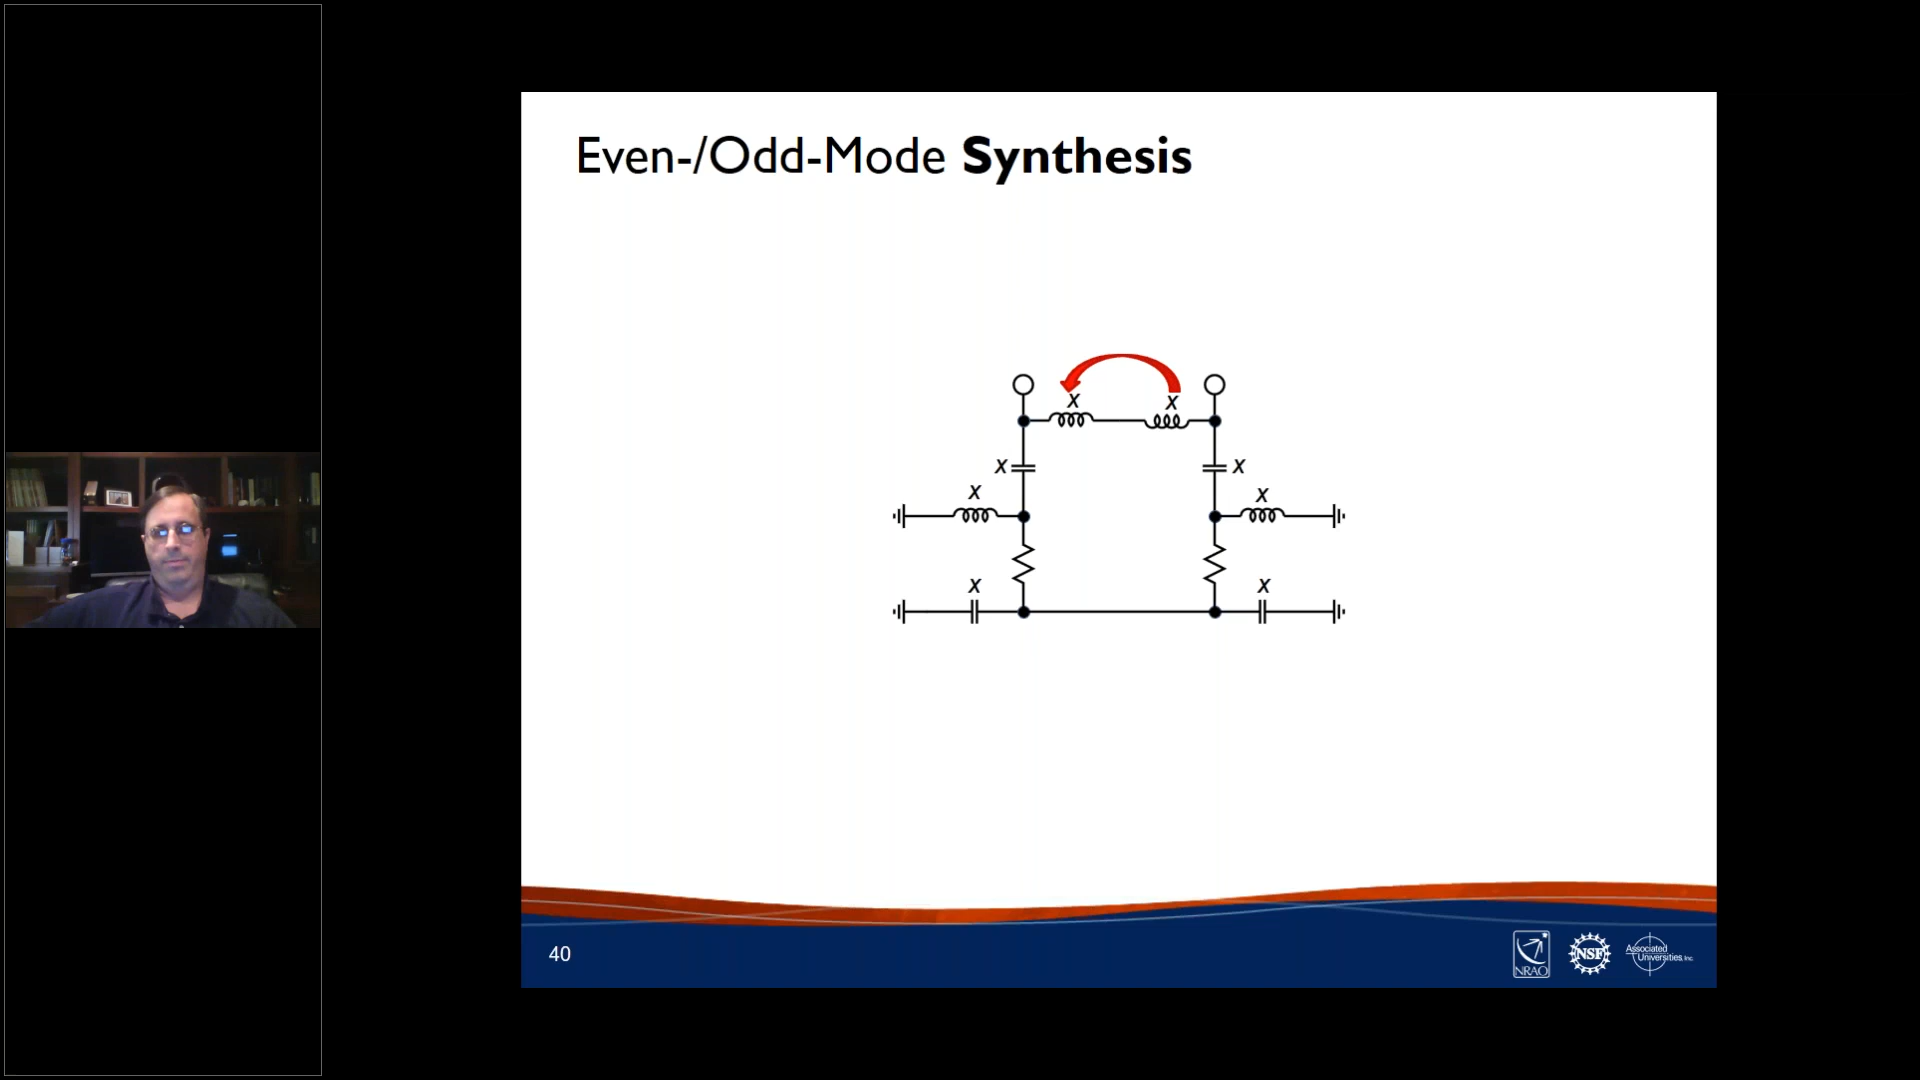 Even-/Odd-Mode Synthesis
X
X
X
X
X
X
X
X
40
NRAO
NSF
Associated
Universities, Inc.